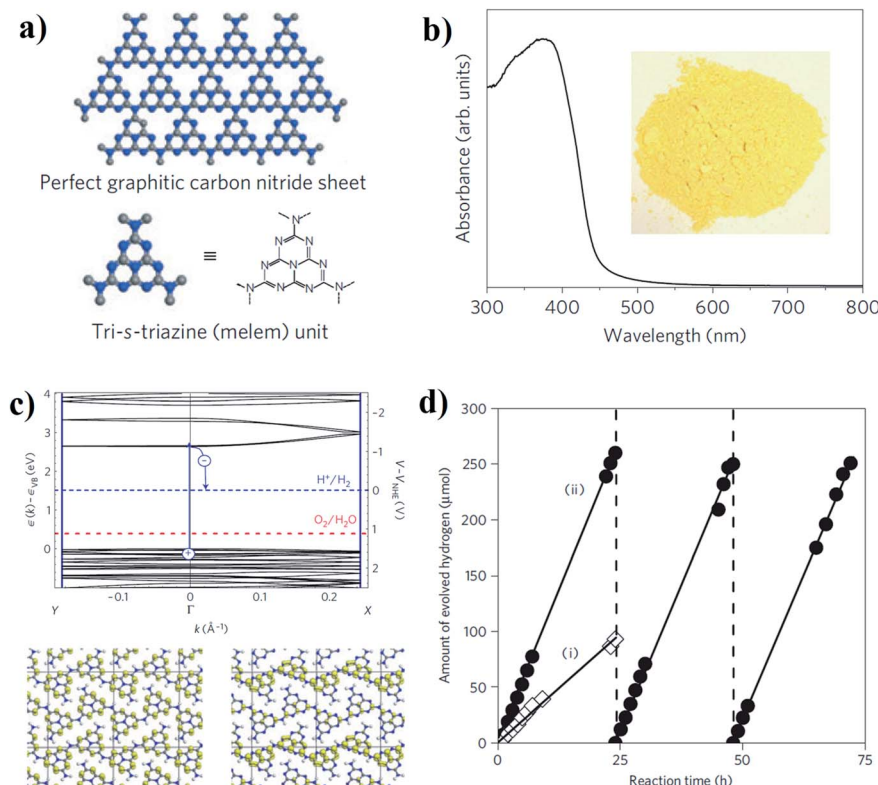 a)
Perfect graphitic carbon nitride sheet
≡
N
N N
N N N
N N N
Tri-s-triazine (melem) unit
b)
Absorbance (arb. units)
300 400 500 600 700 800
Wavelength (nm)
c)
ε(k) − ε_VB (eV)
4
3
2
1
0
−
H⁺/H₂
O₂/H₂O
+
−2
−1
0
1
2
V−V_NHE (V)
−0.1 0 0.1 0.2
Y Γ X
k (Å⁻¹)
d)
Amount of evolved hydrogen (μmol)
300
250
200
150
100
50
0
(ii)
(i)
0 25 50 75
Reaction time (h)